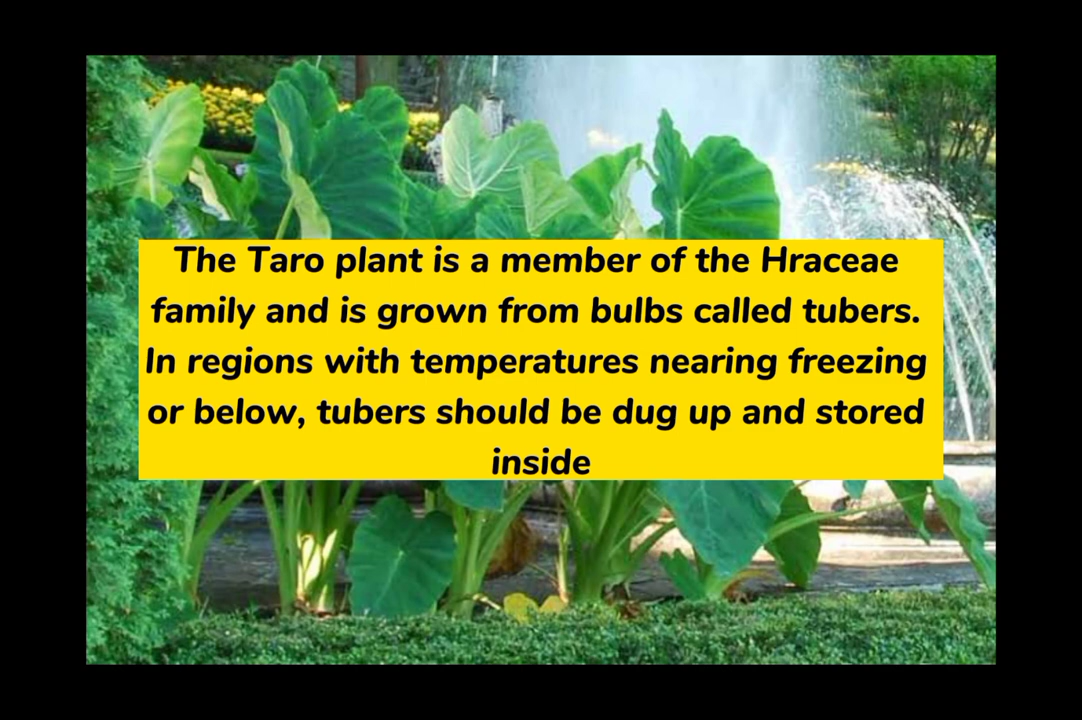 The Taro plant is a member of the Hraceae
family and is grown from bulbs called tubers.
In regions with temperatures nearing freezing
or below, tubers should be dug up and stored
inside